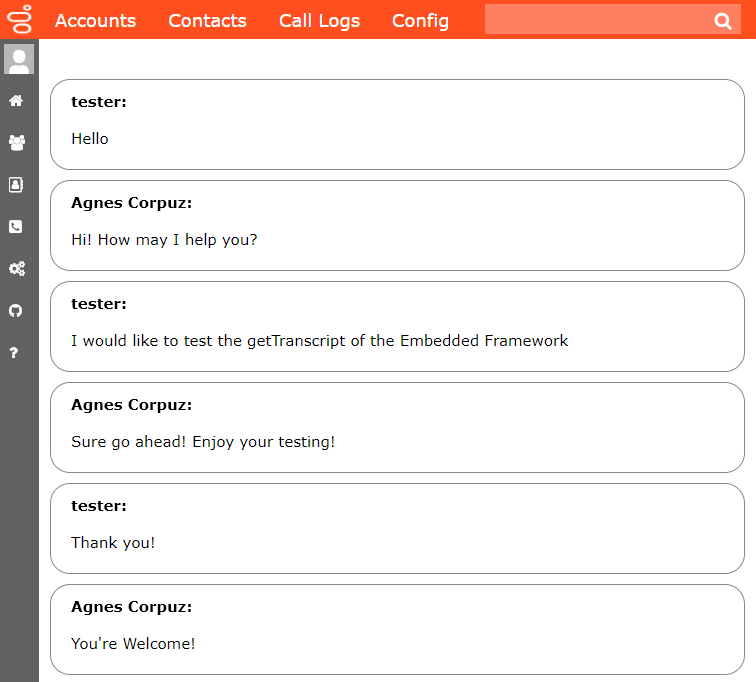 Accounts Contacts Call Logs Config
tester:
Hello
Agnes Corpuz:
Hi! How may I help you?
tester:
I would like to test the getTranscript of the Embedded Framework
Agnes Corpuz:
Sure go ahead! Enjoy your testing!
tester:
Thank you!
Agnes Corpuz:
You're Welcome!